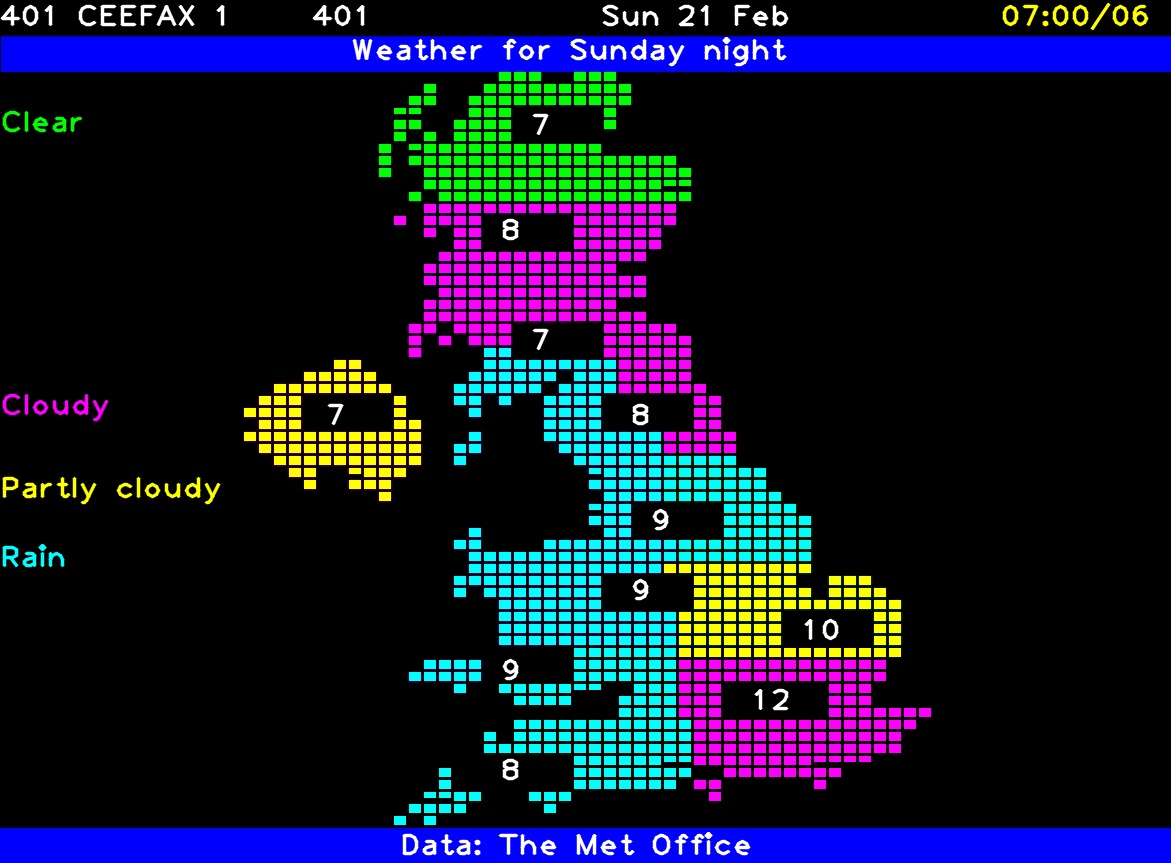 401 CEEFAX 1 401 Sun 21 Feb 07:00/06
Weather for Sunday night
Clear
7
8
7
Cloudy
7
8
Partly cloudy
9
Rain
9
10
9
12
8
Data: The Met Office